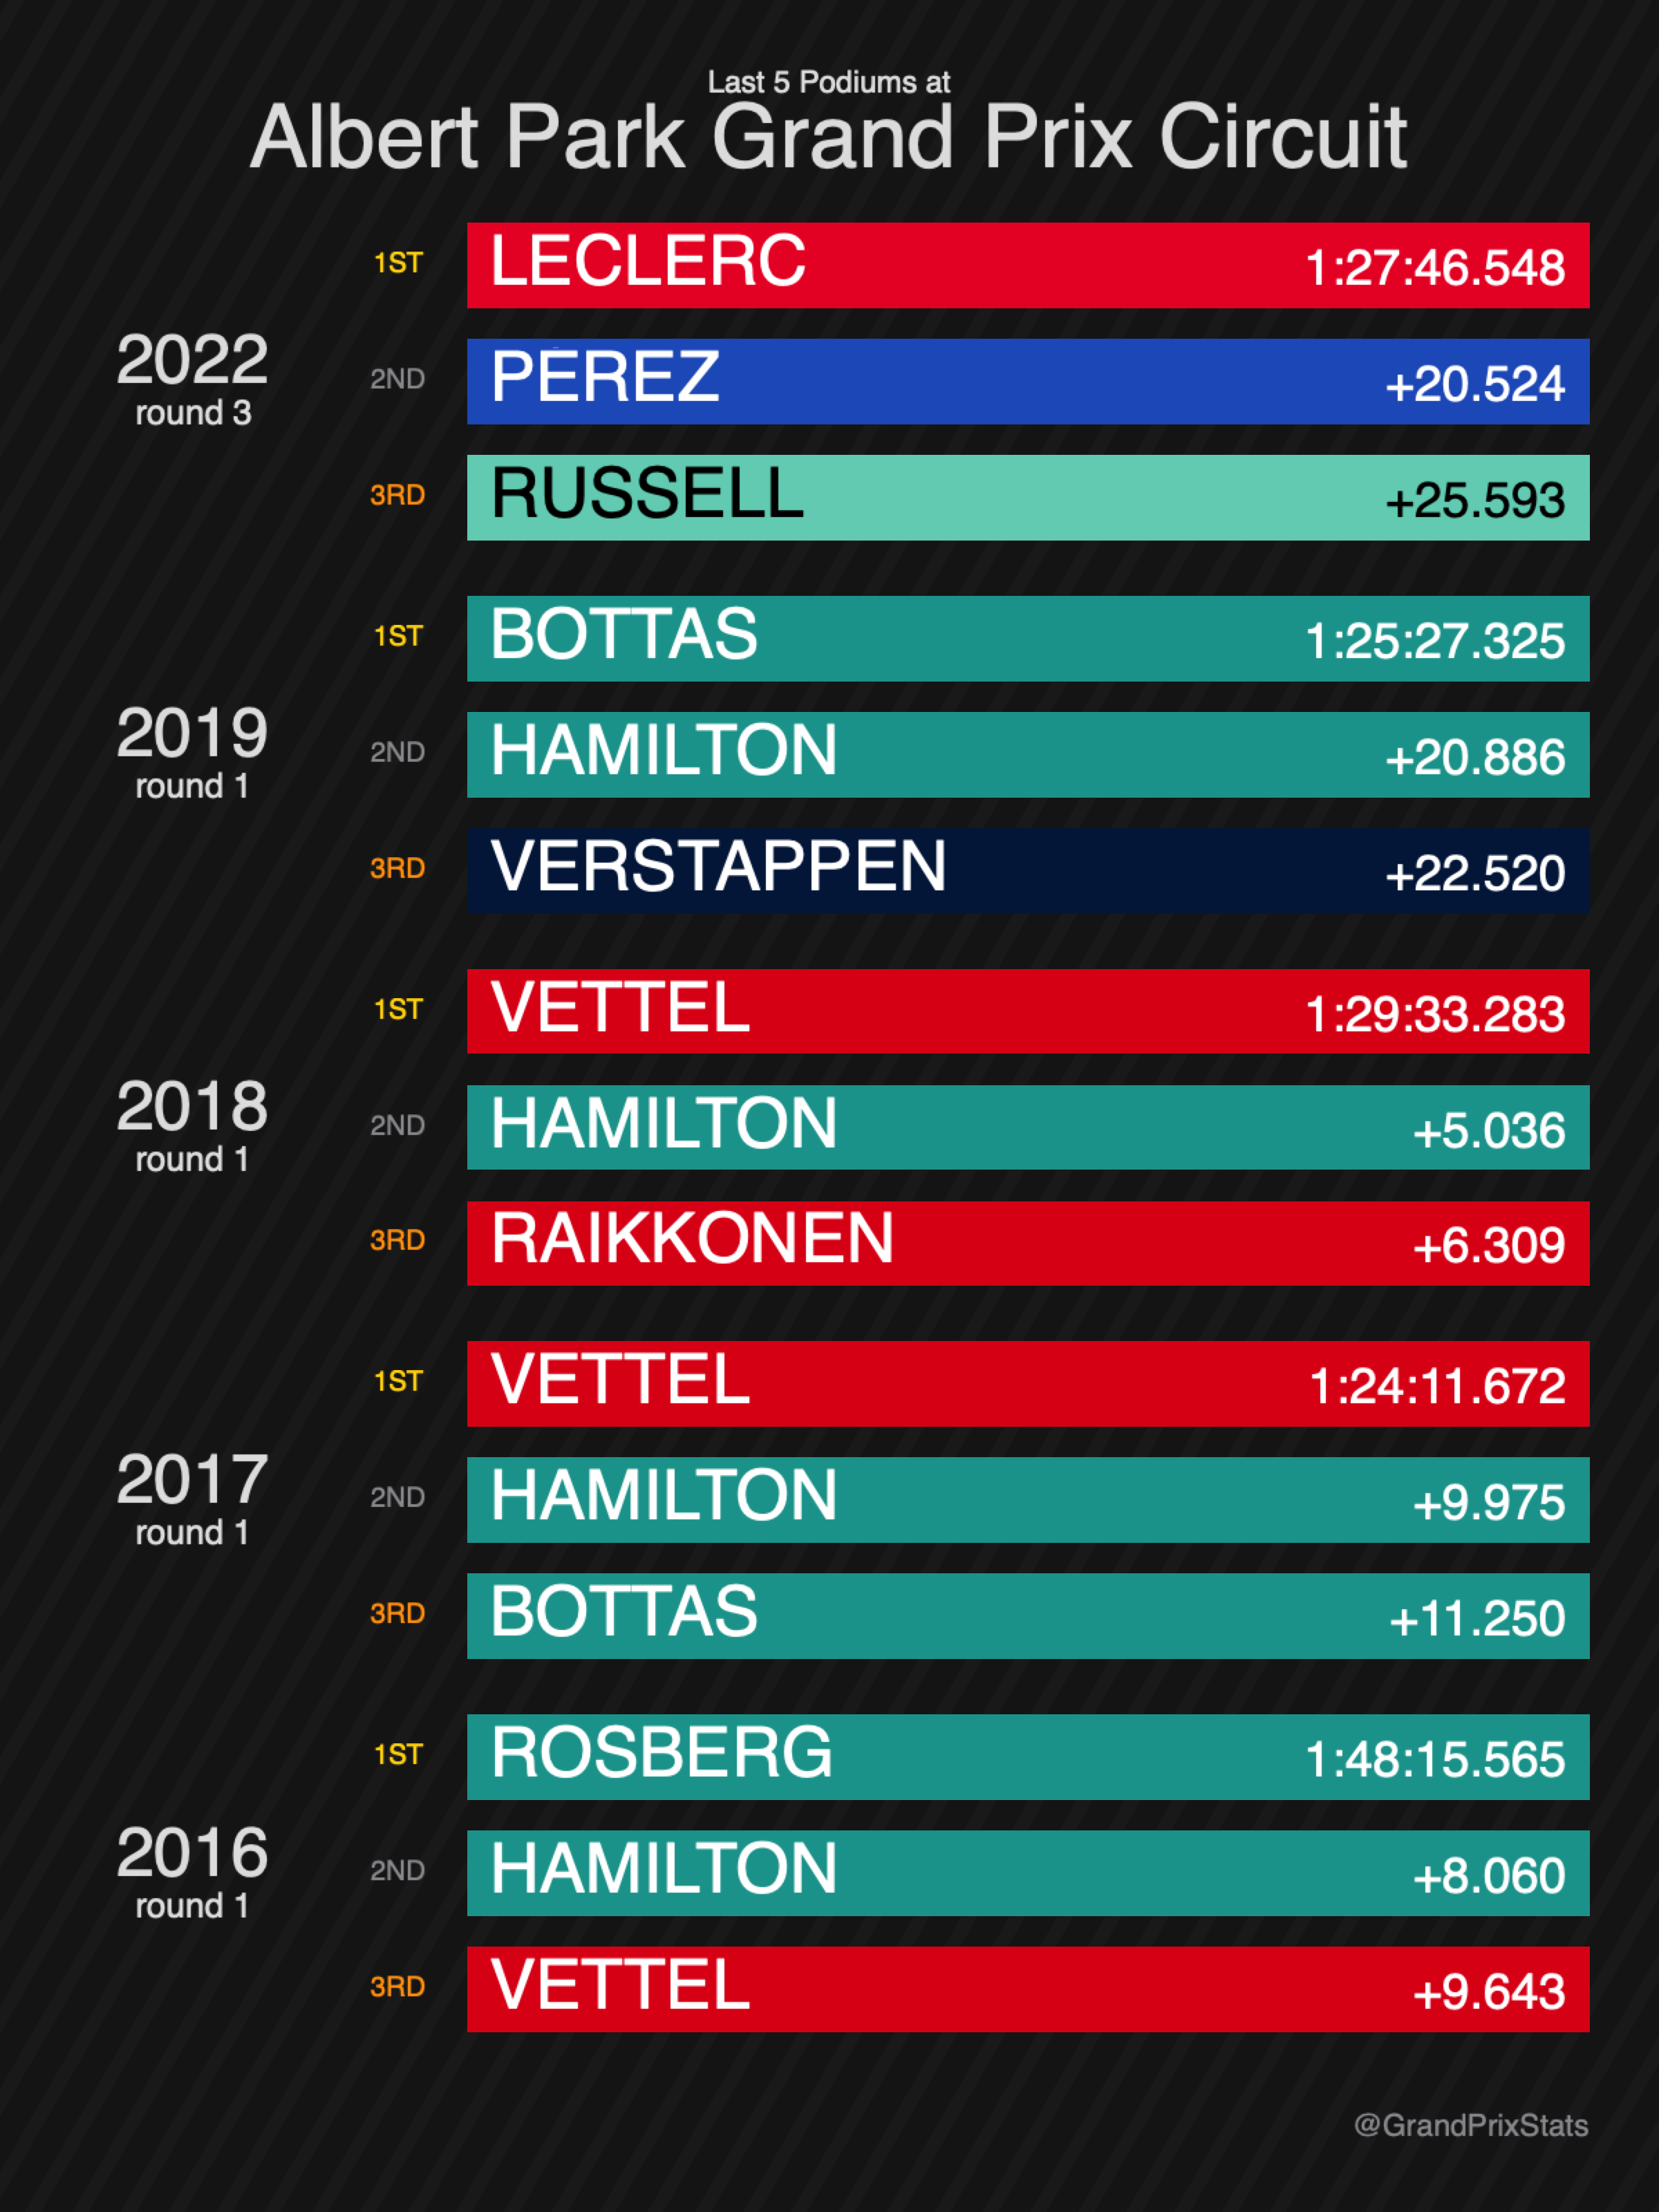 Last 5 Podiums at
Albert Park Grand Prix Circuit
2022
round 3
1ST LECLERC 1:27:46.548
2ND PÉREZ +20.524
3RD RUSSELL +25.593
2019
round 1
1ST BOTTAS 1:25:27.325
2ND HAMILTON +20.886
3RD VERSTAPPEN +22.520
2018
round 1
1ST VETTEL 1:29:33.283
2ND HAMILTON +5.036
3RD RAIKKONEN +6.309
2017
round 1
1ST VETTEL 1:24:11.672
2ND HAMILTON +9.975
3RD BOTTAS +11.250
2016
round 1
1ST ROSBERG 1:48:15.565
2ND HAMILTON +8.060
3RD VETTEL +9.643
@GrandPrixStats